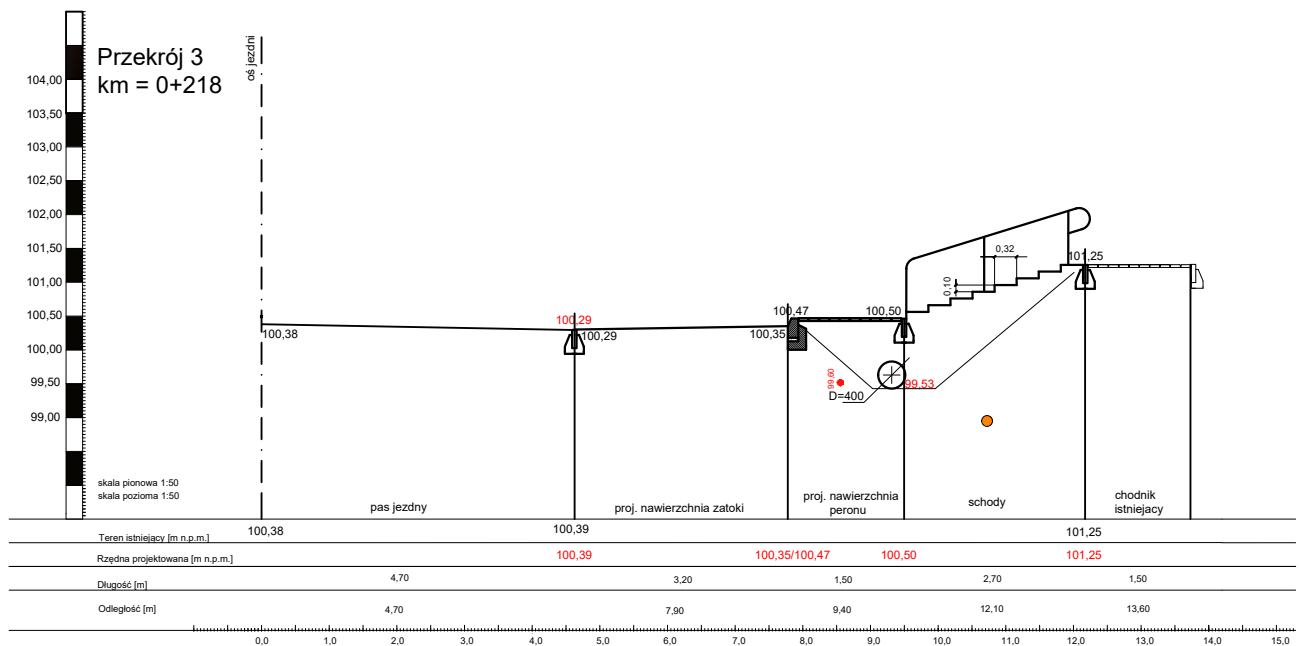 Przekrój 3
km = 0+218
oś jezdni
104,00
103,50
103,00
102,50
102,00
101,50
101,00
100,50
100,00
99,50
99,00
100,38
100,29
100,29
100,47
100,35
100,50
0,10
0,32
101,25
99,60
D=400
99,53
skala pionowa 1:50
skala pozioma 1:50
pas jezdny
proj. nawierzchnia zatoki
proj. nawierzchnia
peronu
schody
chodnik
istniejacy
Teren istniejący [m n.p.m.] 100,38 100,39 101,25
Rzędna projektowana [m n.p.m.] 100,39 100,35/100,47 100,50 101,25
Długość [m] 4,70 3,20 1,50 2,70 1,50
Odległość [m] 4,70 7,90 9,40 12,10 13,60
0,0 1,0 2,0 3,0 4,0 5,0 6,0 7,0 8,0 9,0 10,0 11,0 12,0 13,0 14,0 15,0